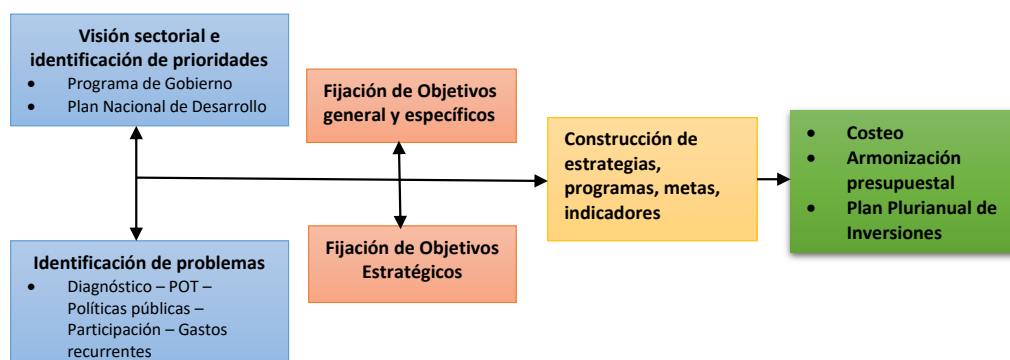 Visión sectorial e
identificación de prioridades
• Programa de Gobierno
• Plan Nacional de Desarrollo
Identificación de problemas
• Diagnóstico – POT –
Políticas públicas –
Participación – Gastos
recurrentes
Fijación de Objetivos
general y específicos
Fijación de Objetivos
Estratégicos
Construcción de
estrategias,
programas, metas,
indicadores
• Costeo
• Armonización
presupuestal
• Plan Plurianual de
Inversiones